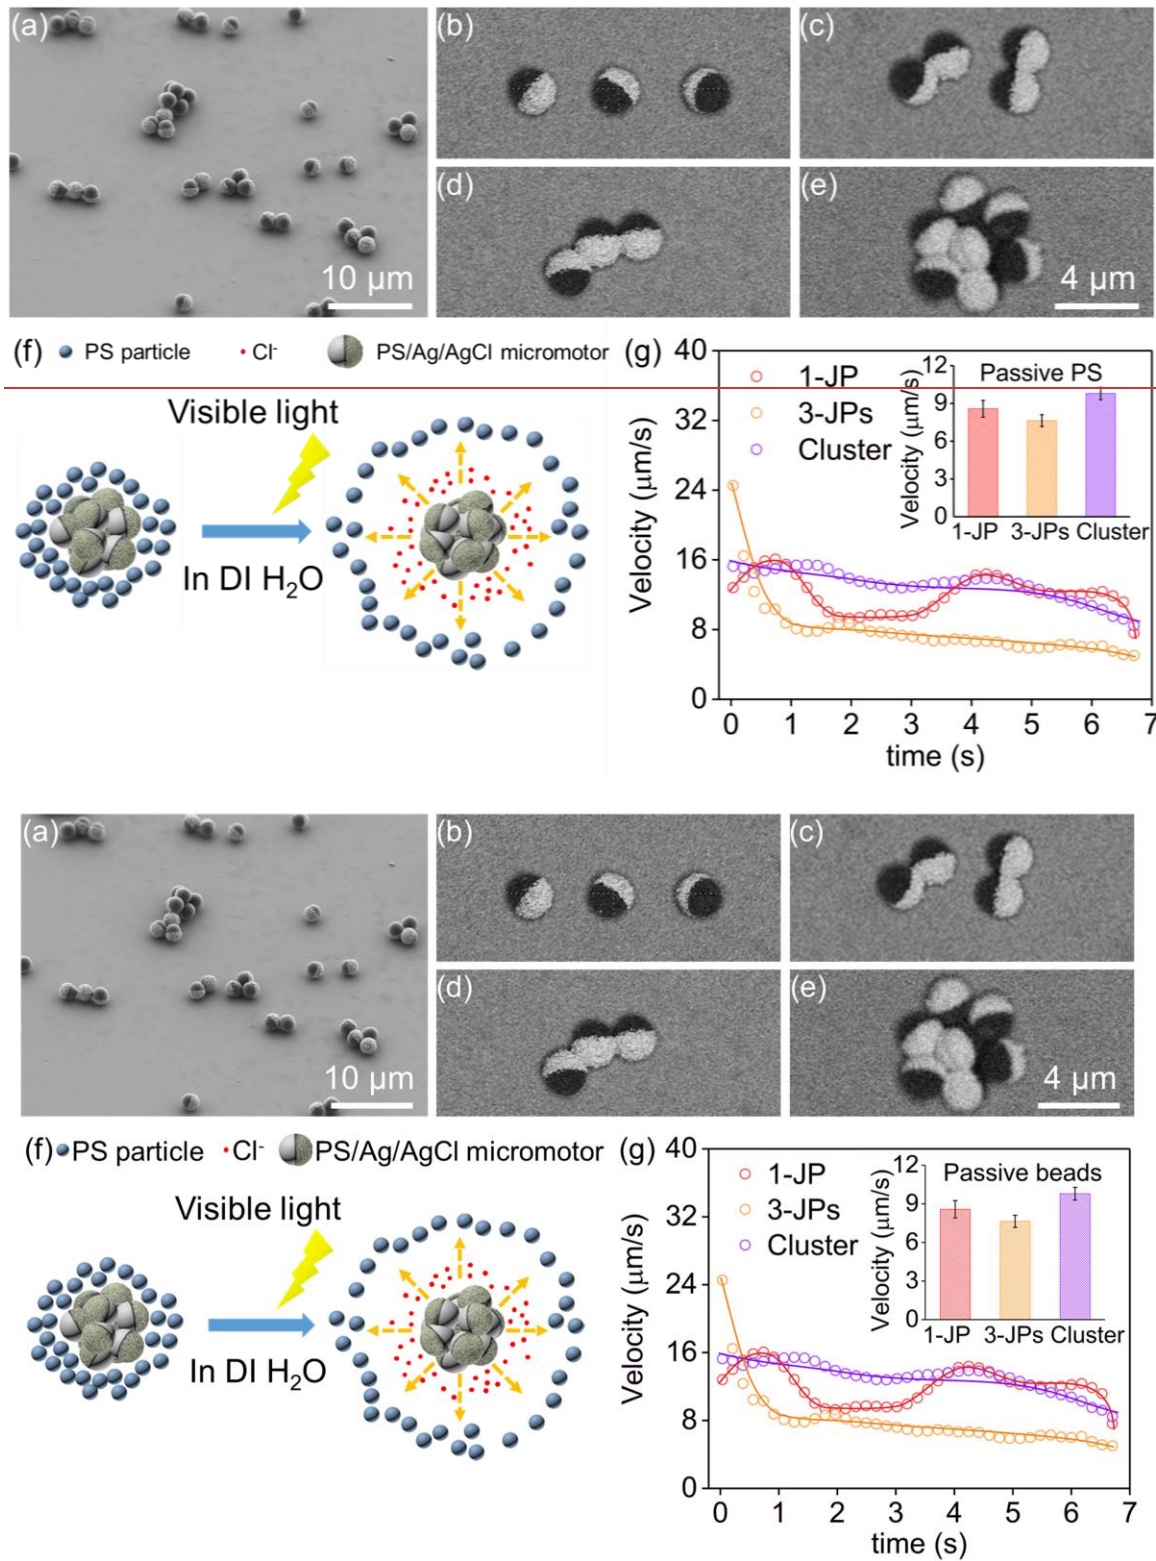 (a)
(b)
(c)
(d)
(e)
10 μm
4 μm
(f) PS particle Cl⁻ PS/Ag/AgCl micromotor
Visible light
In DI H₂O
(g)
40
32
24
16
8
0
Velocity (μm/s)
1-JP
3-JPs
Cluster
12
9
6
3
0
Velocity (μm/s)
Passive PS
1-JP 3-JPs Cluster
0 1 2 3 4 5 6 7
time (s)
(a)
(b)
(c)
(d)
(e)
10 μm
4 μm
(f) PS particle Cl⁻ PS/Ag/AgCl micromotor
Visible light
In DI H₂O
(g)
40
32
24
16
8
0
Velocity (μm/s)
1-JP
3-JPs
Cluster
12
9
6
3
0
Velocity (μm/s)
Passive beads
1-JP 3-JPs Cluster
0 1 2 3 4 5 6 7
time (s)